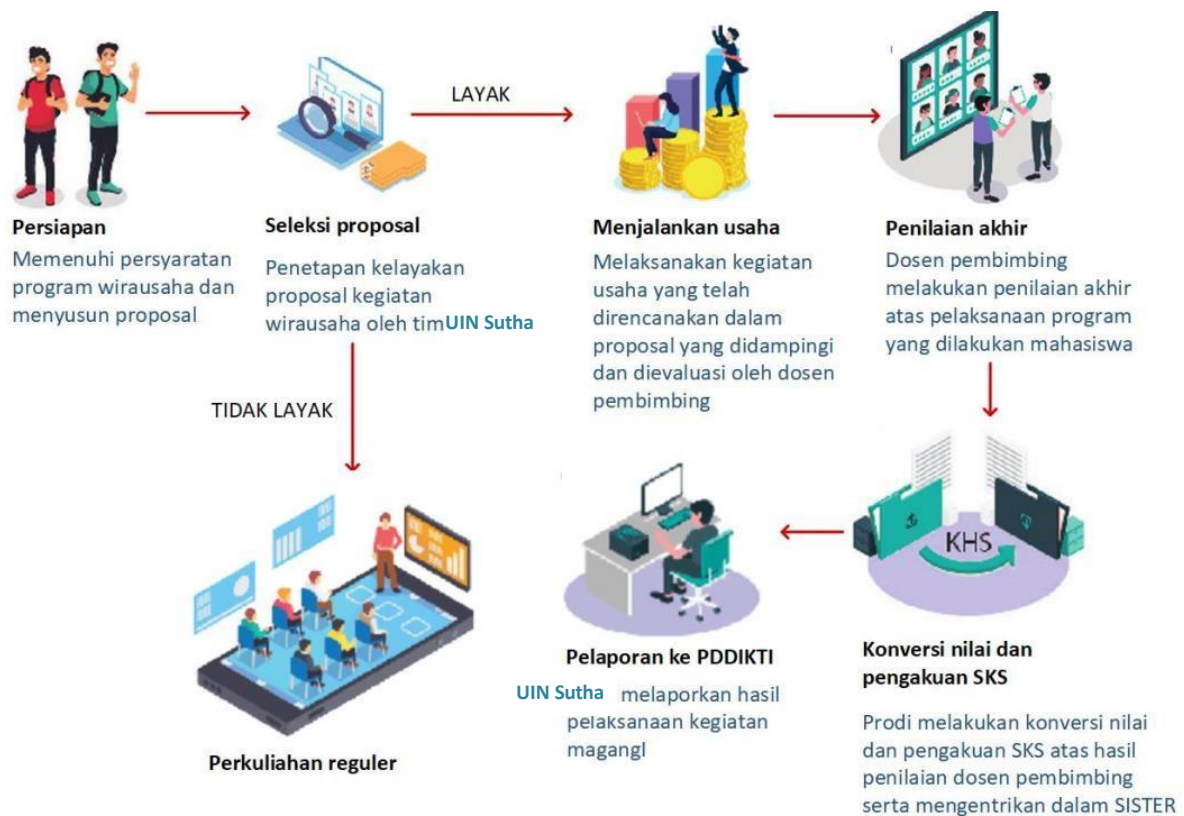 LAYAK
Persiapan
Memenuhi persyaratan
program wirausaha dan
menyusun proposal
Seleksi proposal
Penetapan kelayakan
proposal kegiatan
wirausaha oleh tim UIN Sutha
Menjalankan usaha
Melaksanakan kegiatan
usaha yang telah
direncanakan dalam
proposal yang didampingi
dan dievaluasi oleh dosen
pembimbing
Penilaian akhir
Dosen pembimbing
melakukan penilaian akhir
atas pelaksanaan program
yang dilakukan mahasiswa
TIDAK LAYAK
Perkuliahan reguler
KHS
Konversi nilai dan
pengakuan SKS
Prodi melakukan konversi nilai
dan pengakuan SKS atas hasil
penilaian dosen pembimbing
serta mengentrikan dalam SISTER
Pelaporan ke PDDIKTI
UIN Sutha melaporkan hasil
pelaksanaan kegiatan
magangl